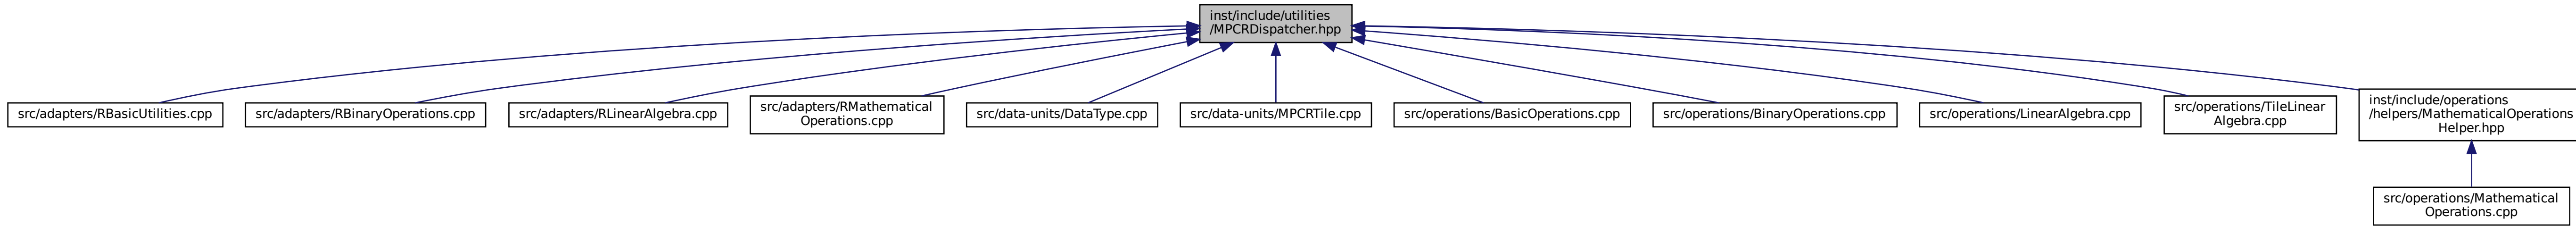 inst/include/utilities
/MPCRDispatcher.hpp
src/adapters/RBasicUtilities.cpp
src/adapters/RBinaryOperations.cpp
src/adapters/RLinearAlgebra.cpp
src/adapters/RMathematical
Operations.cpp
src/data-units/DataType.cpp
src/data-units/MPCRTile.cpp
src/operations/BasicOperations.cpp
src/operations/BinaryOperations.cpp
src/operations/LinearAlgebra.cpp
src/operations/TileLinear
Algebra.cpp
inst/include/operations
/helpers/MathematicalOperations
Helper.hpp
src/operations/Mathematical
Operations.cpp